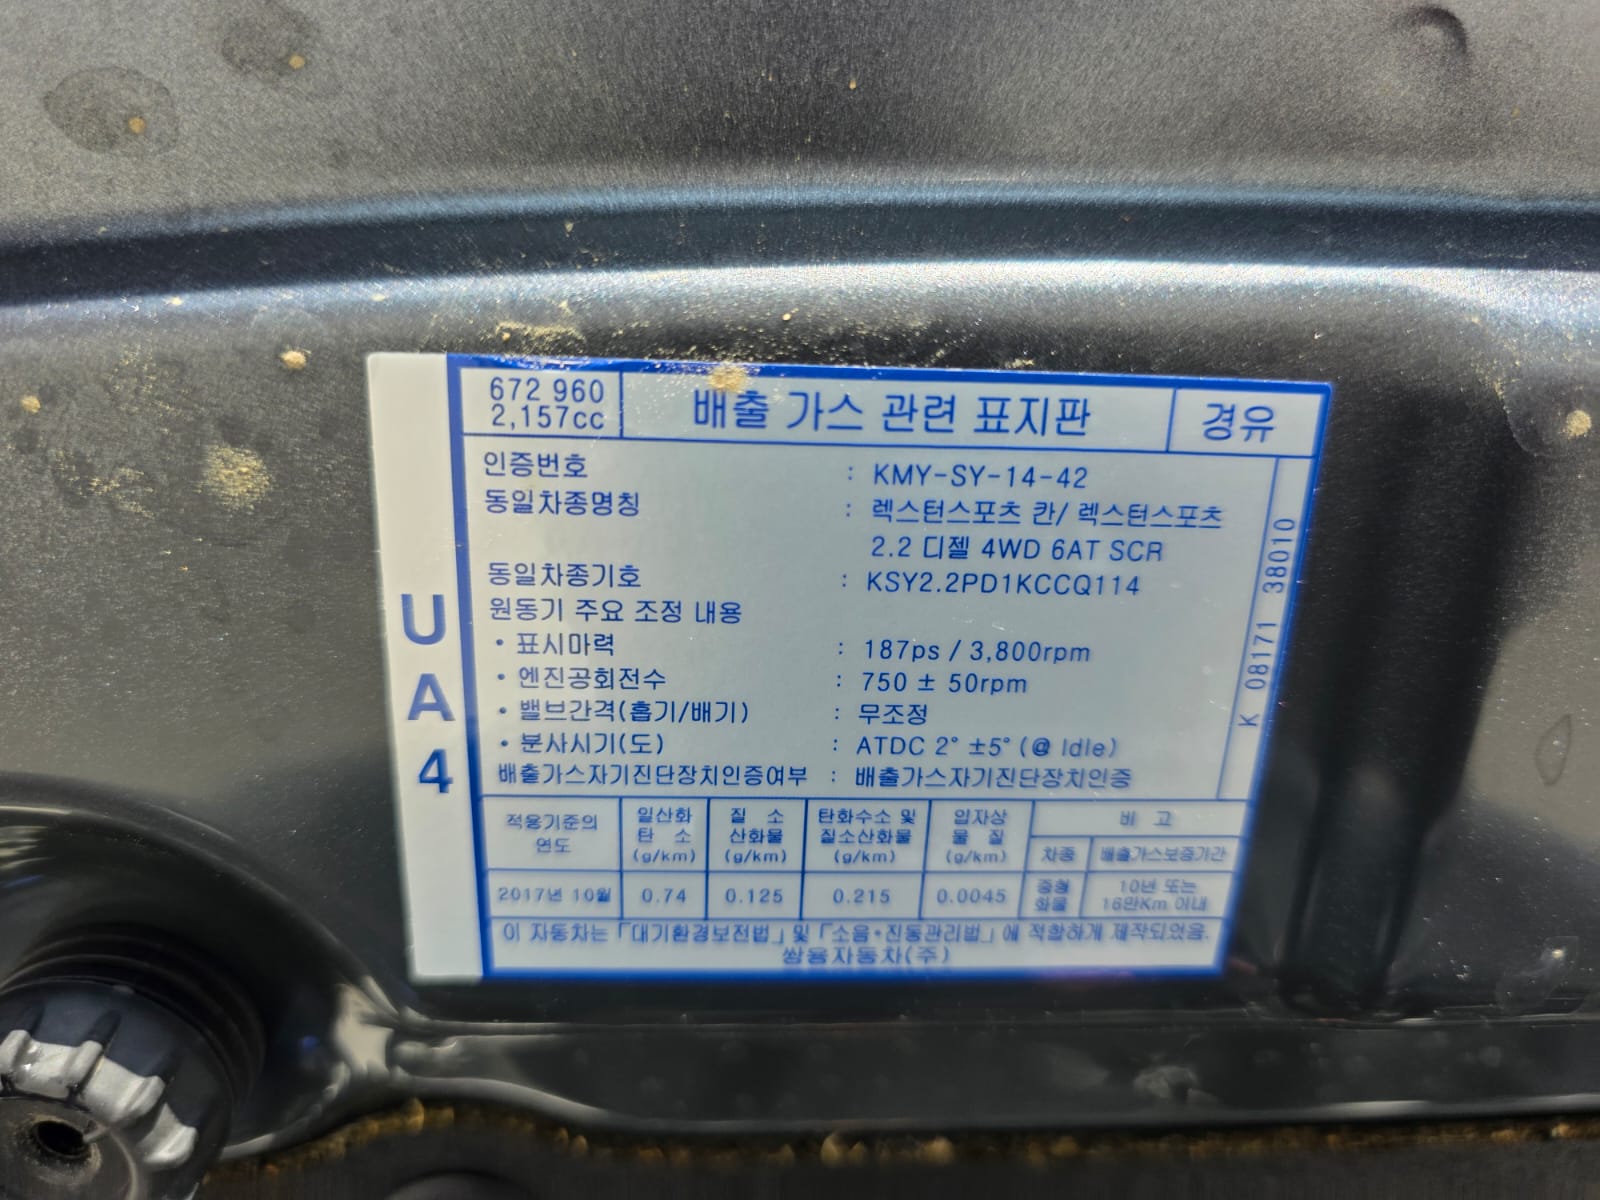 672 960
2,157cc
배출 가스 관련 표지판
경유
인증번호 : KMY-SY-14-42
동일차종명칭 : 렉스턴스포츠 칸/ 렉스턴스포츠
2.2 디젤 4WD 6AT SCR
동일차종기호 : KSY2.2PD1KCCQ114
원동기 주요 조정 내용
• 표시마력 : 187ps / 3,800rpm
• 엔진공회전수 : 750 ± 50rpm
• 밸브간격(흡기/배기) : 무조정
• 분사시기(도) : ATDC 2° ±5° (@ Idle)
배출가스자기진단장치인증여부 : 배출가스자기진단장치인증
K 08171 38010
UA4
적용기준의 연도 일산화 탄 소 (g/km) 질 소 산화물 (g/km) 탄화수소 및 질소산화물 (g/km) 입자상 물 질 (g/km) 비 고
차종 배출가스보증기간
2017년 10월 0.74 0.125 0.215 0.0045 중형 화물 10년 또는 16만Km 이내
이 자동차는「대기환경보전법」및「소음•진동관리법」에 적합하게 제작되었음.
쌍용자동차(주)